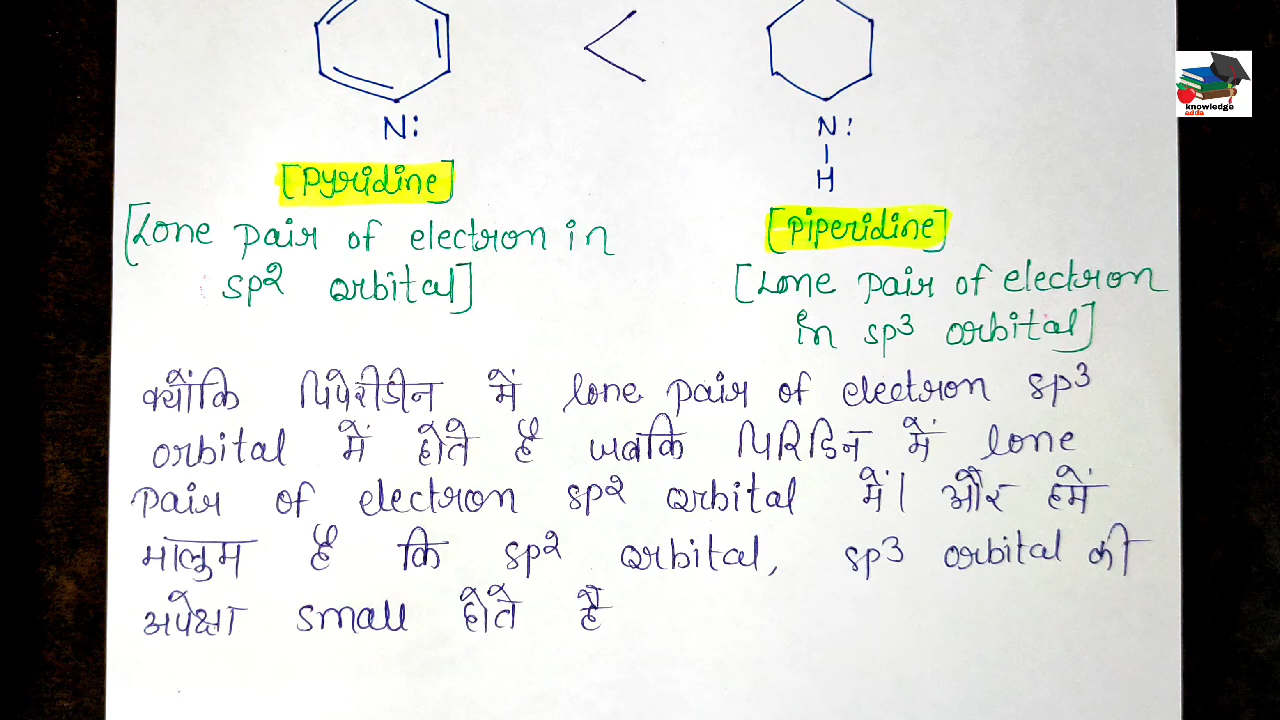 N:
N:
H
[Pyridine]
[Piperidine]
[Lone pair of electron in
sp2 orbital]
[Lone pair of electron
in sp3 orbital]
क्योंकि पिपेरीडीन में lone pair of electron sp3
orbital में होते है जबकि पिरिडिन में lone
pair of electron sp2 orbital में। और हमें
मालुम है कि sp2 orbital, sp3 orbital की
अपेक्षा small होते है
knowledge
adda